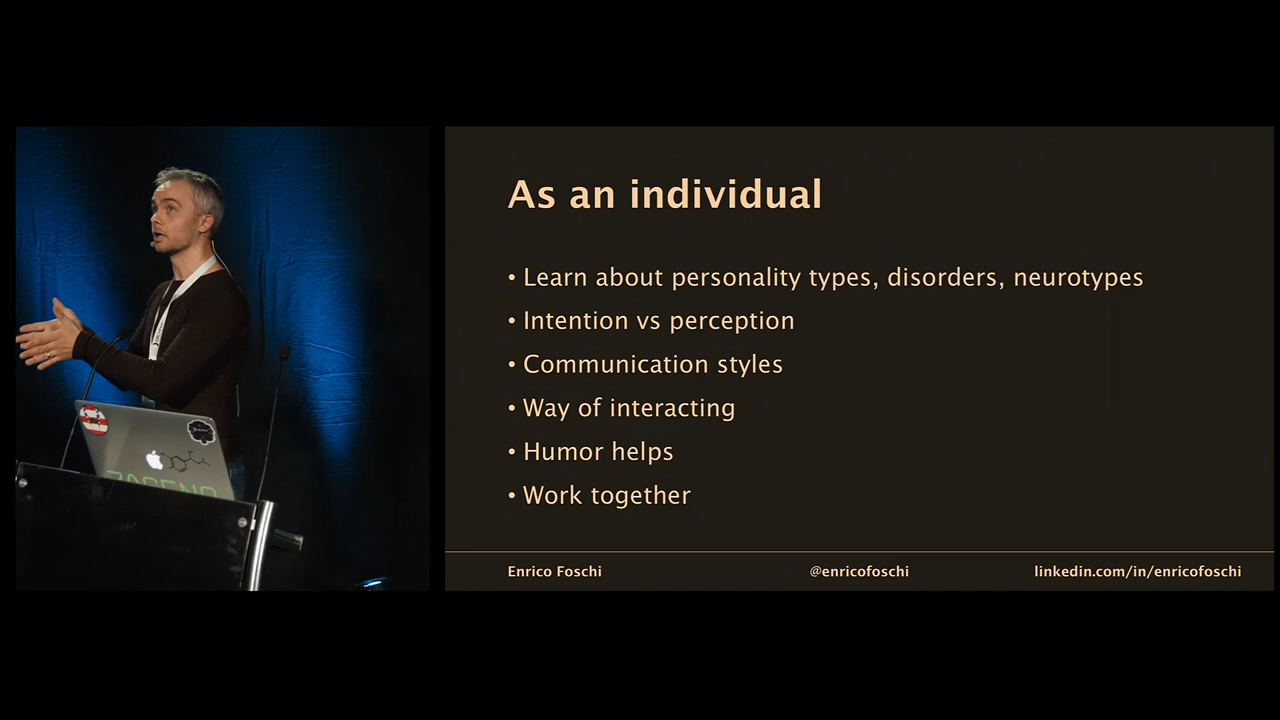 As an individual
• Learn about personality types, disorders, neurotypes
• Intention vs perception
• Communication styles
• Way of interacting
• Humor helps
• Work together
Enrico Foschi @enricofoschi linkedin.com/in/enricofoschi